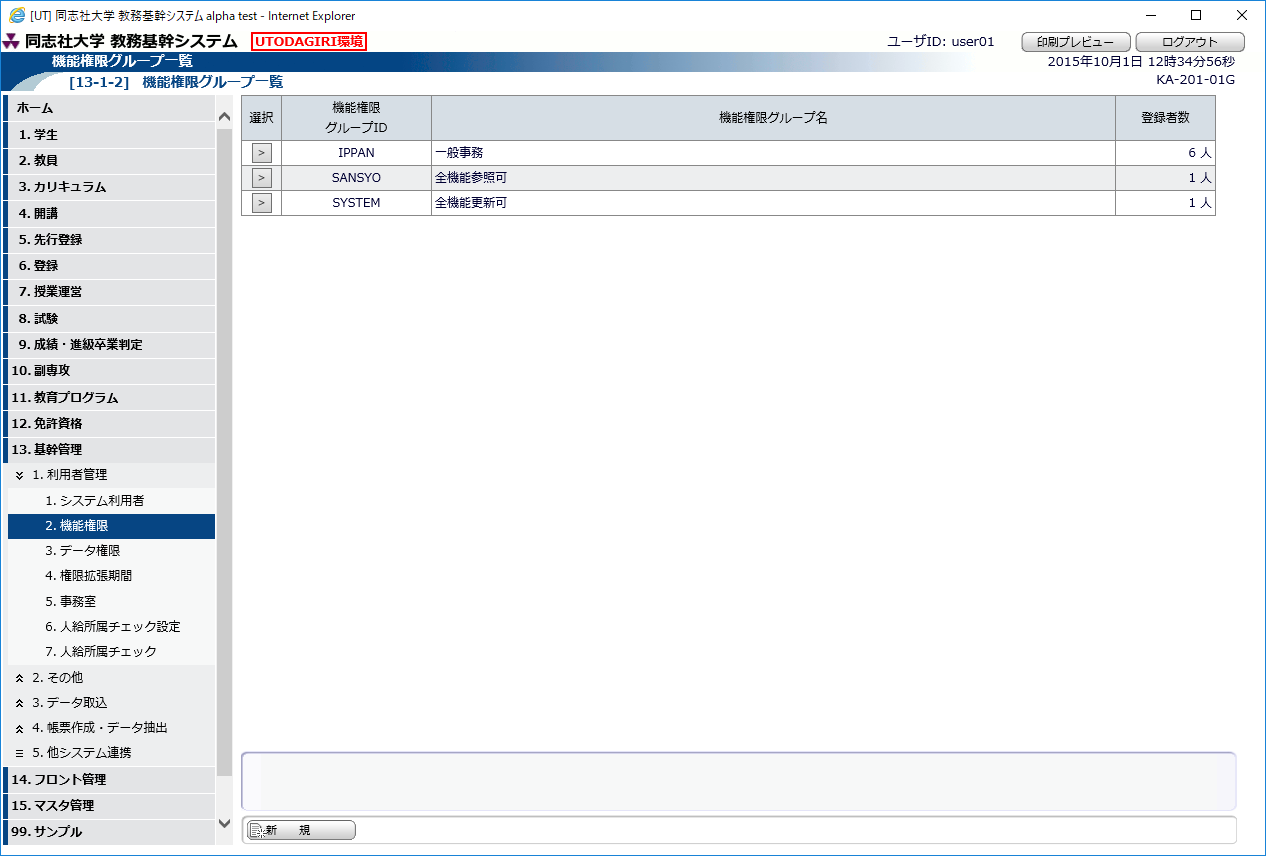 [UT] 同志社大学 教務基幹システム alpha test - Internet Explorer
同志社大学 教務基幹システム UTODAGIRI環境 ユーザID: user01 印刷プレビュー ログアウト
機能権限グループ一覧 2015年10月1日 12時34分56秒
[13-1-2] 機能権限グループ一覧 KA-201-01G
ホーム
1. 学生
2. 教員
3. カリキュラム
4. 開講
5. 先行登録
6. 登録
7. 授業運営
8. 試験
9. 成績・進級卒業判定
10. 副専攻
11. 教育プログラム
12. 免許資格
13. 基幹管理
1. 利用者管理
1. システム利用者
2. 機能権限
3. データ権限
4. 権限拡張期間
5. 事務室
6. 人給所属チェック設定
7. 人給所属チェック
2. その他
3. データ取込
4. 帳票作成・データ抽出
5. 他システム連携
14. フロント管理
15. マスタ管理
99. サンプル
選択 機能権限 機能権限グループ名 登録者数
グループID
> IPPAN 一般事務 6 人
> SANSYO 全機能参照可 1 人
> SYSTEM 全機能更新可 1 人
新 規